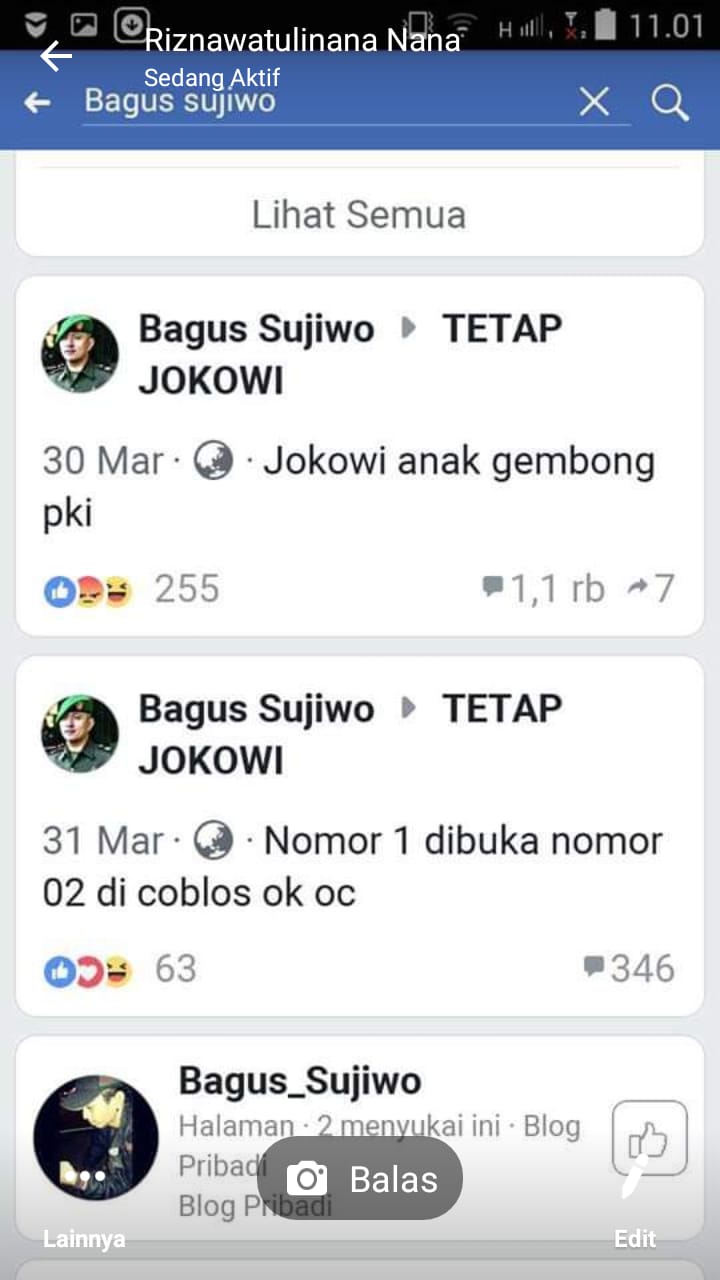 11.01
Riznawatulinana Nana
Sedang Aktif
Bagus sujiwo
Lihat Semua
Bagus Sujiwo TETAP
JOKOWI
30 Mar · · Jokowi anak gembong
pki
255 1,1 rb 7
Bagus Sujiwo TETAP
JOKOWI
31 Mar · · Nomor 1 dibuka nomor
02 di coblos ok oc
63 346
Bagus_Sujiwo
Halaman · 2 menyukai ini · Blog
Pribadi
Blog Pribadi
Balas
Lainnya Edit